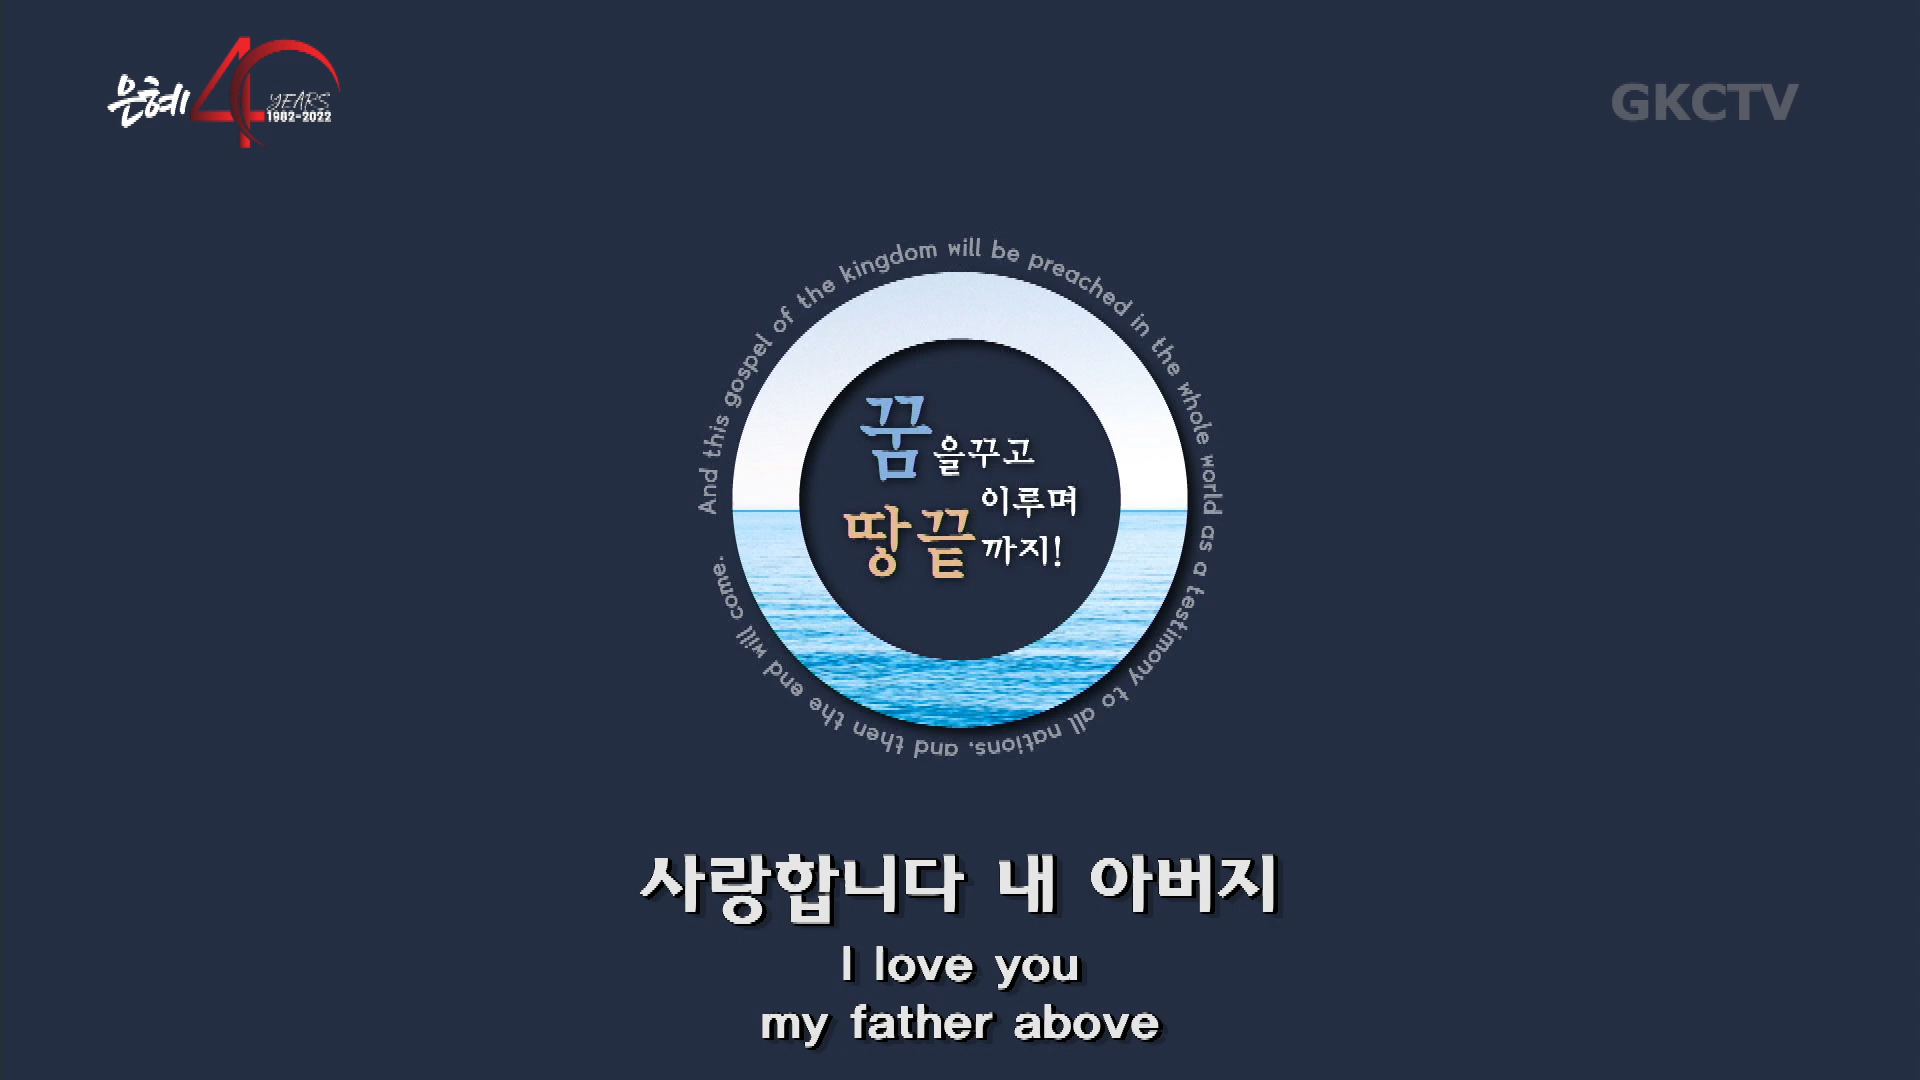 은혜 40 YEARS
1982-2022
GKCTV
And this gospel of the kingdom will be preached in the whole world as a testimony to all nations, and then the end will come.
꿈을꾸고
이루며
땅끝까지!
사랑합니다 내 아버지
I love you
my father above